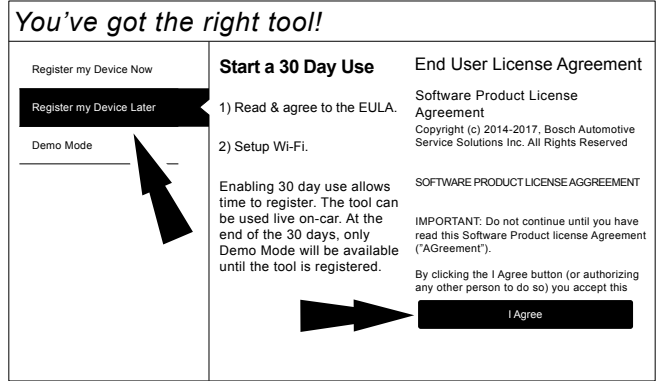 You've got the right tool!
Register my Device Now
Register my Device Later
Demo Mode
Start a 30 Day Use
1) Read & agree to the EULA.
2) Setup Wi-Fi.
Enabling 30 day use allows
time to register. The tool can
be used live on-car. At the
end of the 30 days, only
Demo Mode will be available
until the tool is registered.
End User License Agreement
Software Product License
Agreement
Copyright (c) 2014-2017, Bosch Automotive
Service Solutions Inc. All Rights Reserved
SOFTWARE PRODUCT LICENSE AGGREEMENT
IMPORTANT: Do not continue until you have
read this Software Product license Agreement
("AGreement").
By clicking the I Agree button (or authorizing
any other person to do so) you accept this
I Agree